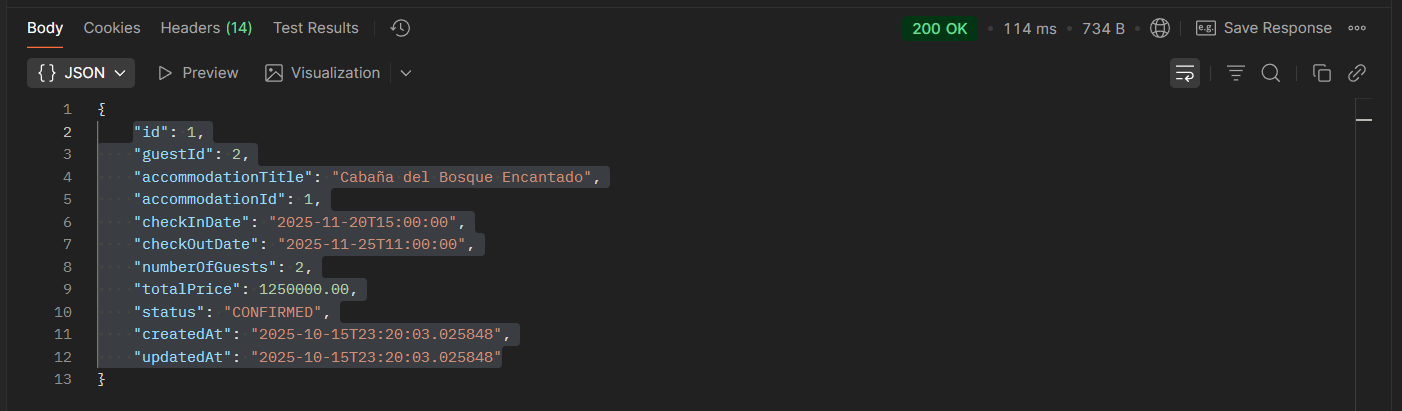 Body Cookies Headers (14) Test Results 200 OK • 114 ms • 734 B e.g. Save Response
{} JSON Preview Visualization
1 {
2 "id": 1,
3 "guestId": 2,
4 "accommodationTitle": "Cabaña del Bosque Encantado",
5 "accommodationId": 1,
6 "checkInDate": "2025-11-20T15:00:00",
7 "checkOutDate": "2025-11-25T11:00:00",
8 "numberOfGuests": 2,
9 "totalPrice": 1250000.00,
10 "status": "CONFIRMED",
11 "createdAt": "2025-10-15T23:20:03.025848",
12 "updatedAt": "2025-10-15T23:20:03.025848"
13 }